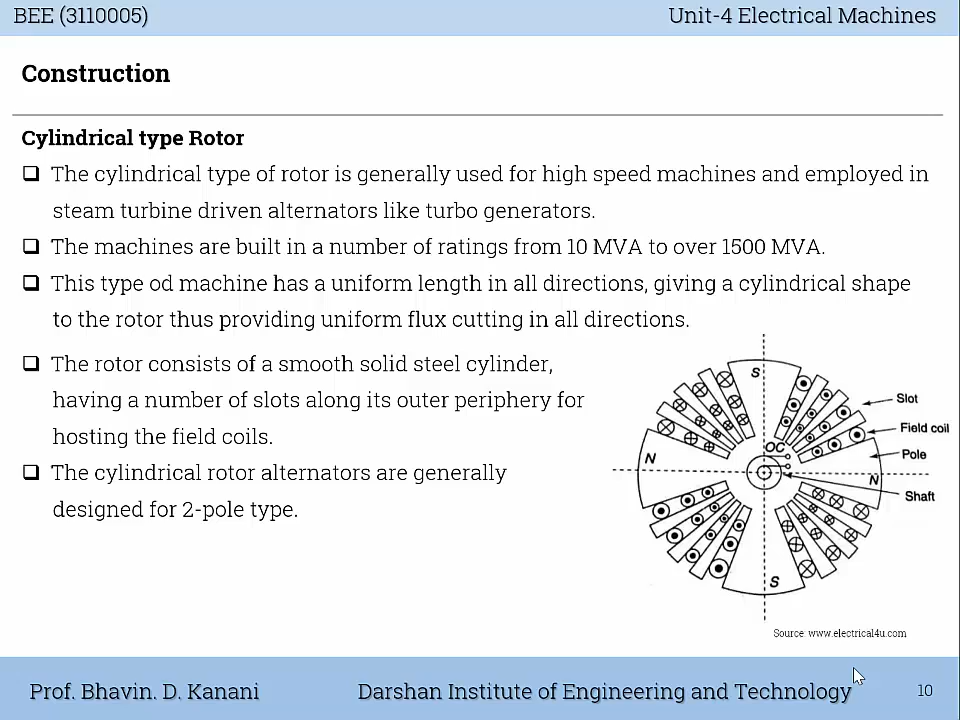 BEE (3110005)
Unit-4 Electrical Machines
Construction
Cylindrical type Rotor
❑ The cylindrical type of rotor is generally used for high speed machines and employed in
steam turbine driven alternators like turbo generators.
❑ The machines are built in a number of ratings from 10 MVA to over 1500 MVA.
❑ This type od machine has a uniform length in all directions, giving a cylindrical shape
to the rotor thus providing uniform flux cutting in all directions.
❑ The rotor consists of a smooth solid steel cylinder,
having a number of slots along its outer periphery for
hosting the field coils.
❑ The cylindrical rotor alternators are generally
designed for 2-pole type.
S
Slot
Field coil
OC
Pole
N
N
Shaft
S
Source: www.electrical4u.com
Prof. Bhavin. D. Kanani
Darshan Institute of Engineering and Technology
10